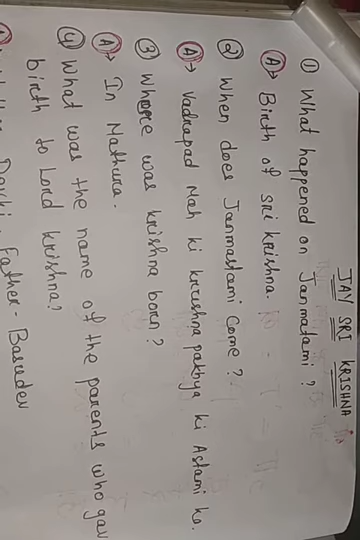 JAY SRI KRISHNA
① What happened on Janmatami?
Ⓐ→ Birth of Sri Krishna.
② When does Janmastami Come?
Ⓐ→ Vadrapad Mah ki krrishna pakhya ki Astami ko.
③ Where was krishna born?
Ⓐ→ In Mathura.
④ What was the name of the parents who gav
birth to Lord krishna?
Father - Basudev